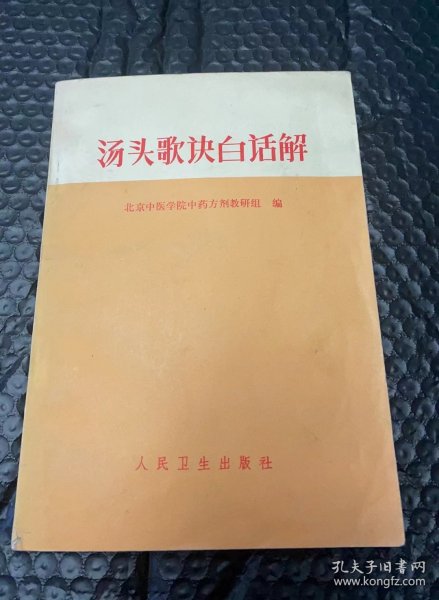 汤头歌诀白话解
北京中医学院中药方剂教研组 编
人民卫生出版社
孔夫子旧书网
www.kongfz.com